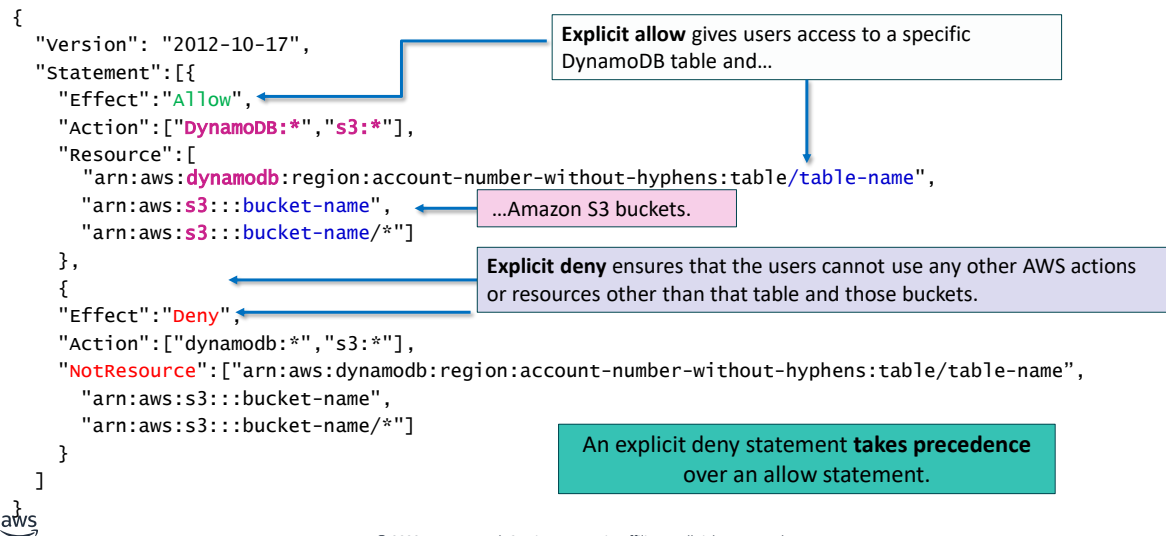 {
"Version": "2012-10-17",
"Statement":[{
"Effect":"Allow",
"Action":["DynamoDB:*","s3:*"],
"Resource":[
"arn:aws:dynamodb:region:account-number-without-hyphens:table/table-name",
"arn:aws:s3:::bucket-name",
"arn:aws:s3:::bucket-name/*"]
},
{
"Effect":"Deny",
"Action":["dynamodb:*","s3:*"],
"NotResource":["arn:aws:dynamodb:region:account-number-without-hyphens:table/table-name",
"arn:aws:s3:::bucket-name",
"arn:aws:s3:::bucket-name/*"]
}
]
}
Explicit allow gives users access to a specific
DynamoDB table and…
…Amazon S3 buckets.
Explicit deny ensures that the users cannot use any other AWS actions
or resources other than that table and those buckets.
An explicit deny statement takes precedence
over an allow statement.
aws